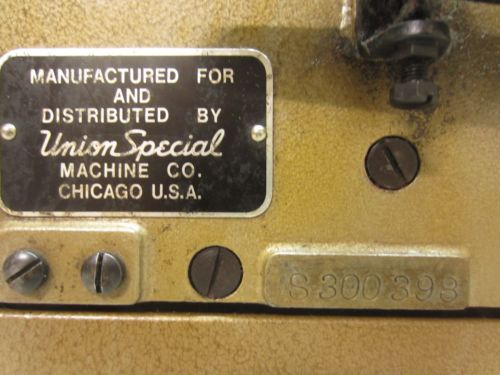 MANUFACTURED FOR
AND
DISTRIBUTED BY
Union Special
MACHINE CO.
CHICAGO U.S.A.
S300393